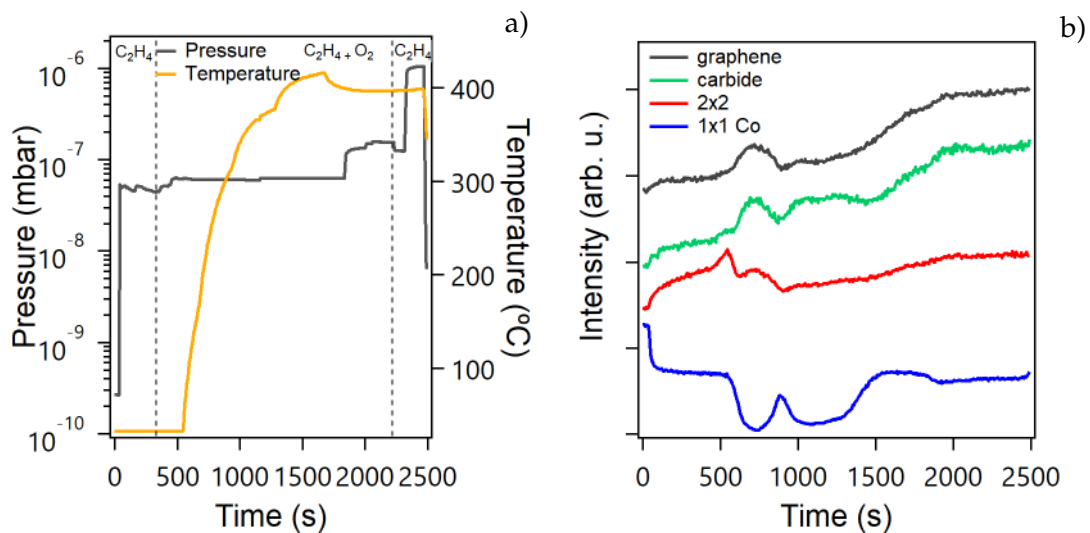 a)
C₂H₄
C₂H₄ + O₂
C₂H₄
Pressure
Temperature
10⁻⁶
10⁻⁷
10⁻⁸
10⁻⁹
10⁻¹⁰
Pressure (mbar)
400
300
200
100
Temperature (ºC)
0 500 1000 1500 2000 2500
Time (s)
b)
graphene
carbide
2x2
1x1 Co
Intensity (arb. u.)
0 500 1000 1500 2000 2500
Time (s)